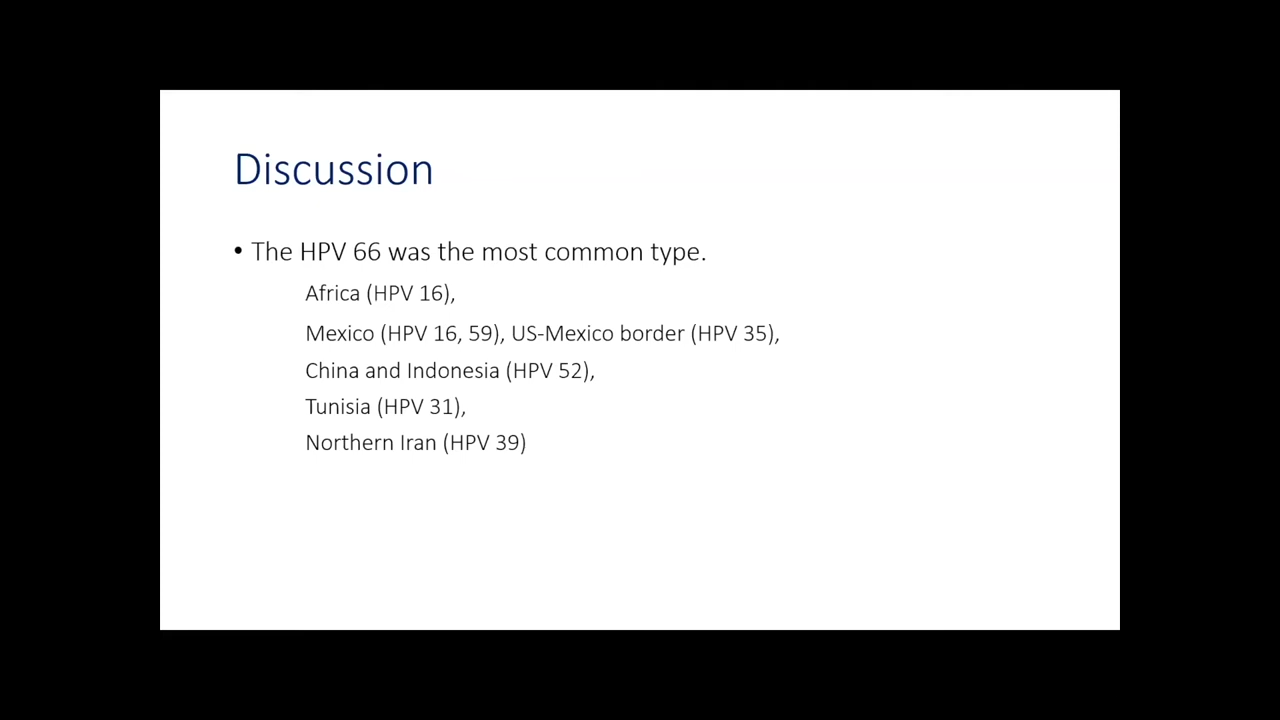 Discussion
• The HPV 66 was the most common type.
Africa (HPV 16),
Mexico (HPV 16, 59), US-Mexico border (HPV 35),
China and Indonesia (HPV 52),
Tunisia (HPV 31),
Northern Iran (HPV 39)